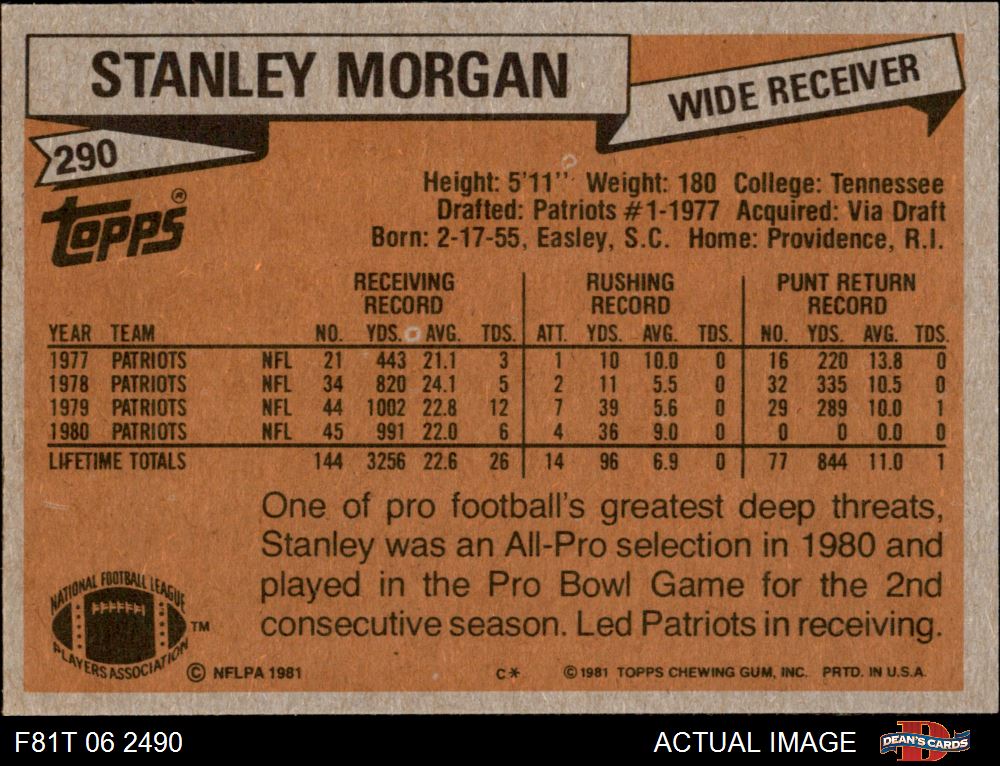 STANLEY MORGAN
WIDE RECEIVER
290
TOPPS®
Height: 5'11'' Weight: 180 College: Tennessee
Drafted: Patriots #1-1977 Acquired: Via Draft
Born: 2-17-55, Easley, S.C. Home: Providence, R.I.
RECEIVING RECORD RUSHING RECORD PUNT RETURN RECORD
YEAR TEAM NO. YDS. AVG. TDS. ATT. YDS. AVG. TDS. NO. YDS. AVG. TDS.
1977 PATRIOTS NFL 21 443 21.1 3 1 10 10.0 0 16 220 13.8 0
1978 PATRIOTS NFL 34 820 24.1 5 2 11 5.5 0 32 335 10.5 0
1979 PATRIOTS NFL 44 1002 22.8 12 7 39 5.6 0 29 289 10.0 1
1980 PATRIOTS NFL 45 991 22.0 6 4 36 9.0 0 0 0 0.0 0
LIFETIME TOTALS 144 3256 22.6 26 14 96 6.9 0 77 844 11.0 1
One of pro football's greatest deep threats,
Stanley was an All-Pro selection in 1980 and
played in the Pro Bowl Game for the 2nd
consecutive season. Led Patriots in receiving.
NATIONAL FOOTBALL LEAGUE
PLAYERS ASSOCIATION
TM
© NFLPA 1981 C* ©1981 TOPPS CHEWING GUM, INC. PRTD. IN U.S.A.
F81T 06 2490 ACTUAL IMAGE DEAN'S CARDS